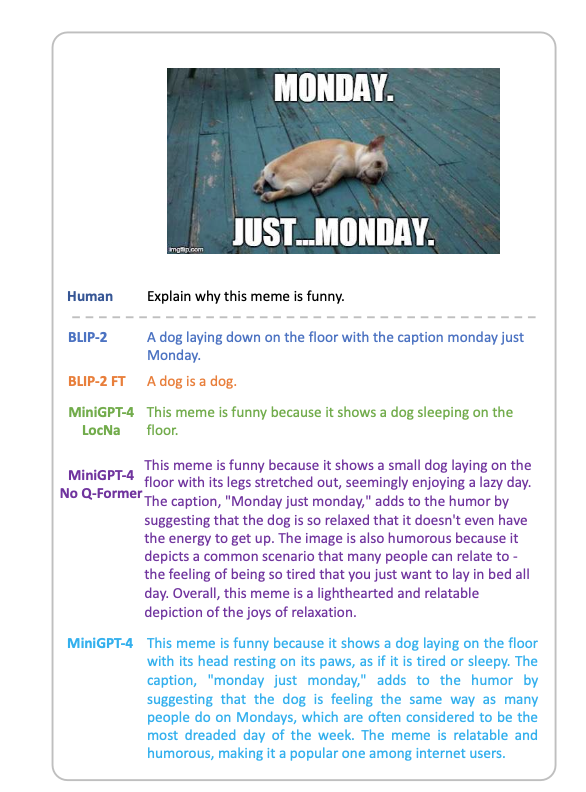 MONDAY.
JUST...MONDAY.
imgflip.com
Human Explain why this meme is funny.
BLIP-2 A dog laying down on the floor with the caption monday just
Monday.
BLIP-2 FT A dog is a dog.
MiniGPT-4 This meme is funny because it shows a dog sleeping on the
LocNa floor.
This meme is funny because it shows a small dog laying on the
MiniGPT-4 floor with its legs stretched out, seemingly enjoying a lazy day.
No Q-Former The caption, "Monday just monday," adds to the humor by
suggesting that the dog is so relaxed that it doesn't even have
the energy to get up. The image is also humorous because it
depicts a common scenario that many people can relate to -
the feeling of being so tired that you just want to lay in bed all
day. Overall, this meme is a lighthearted and relatable
depiction of the joys of relaxation.
MiniGPT-4 This meme is funny because it shows a dog laying on the floor
with its head resting on its paws, as if it is tired or sleepy. The
caption, "monday just monday," adds to the humor by
suggesting that the dog is feeling the same way as many
people do on Mondays, which are often considered to be the
most dreaded day of the week. The meme is relatable and
humorous, making it a popular one among internet users.